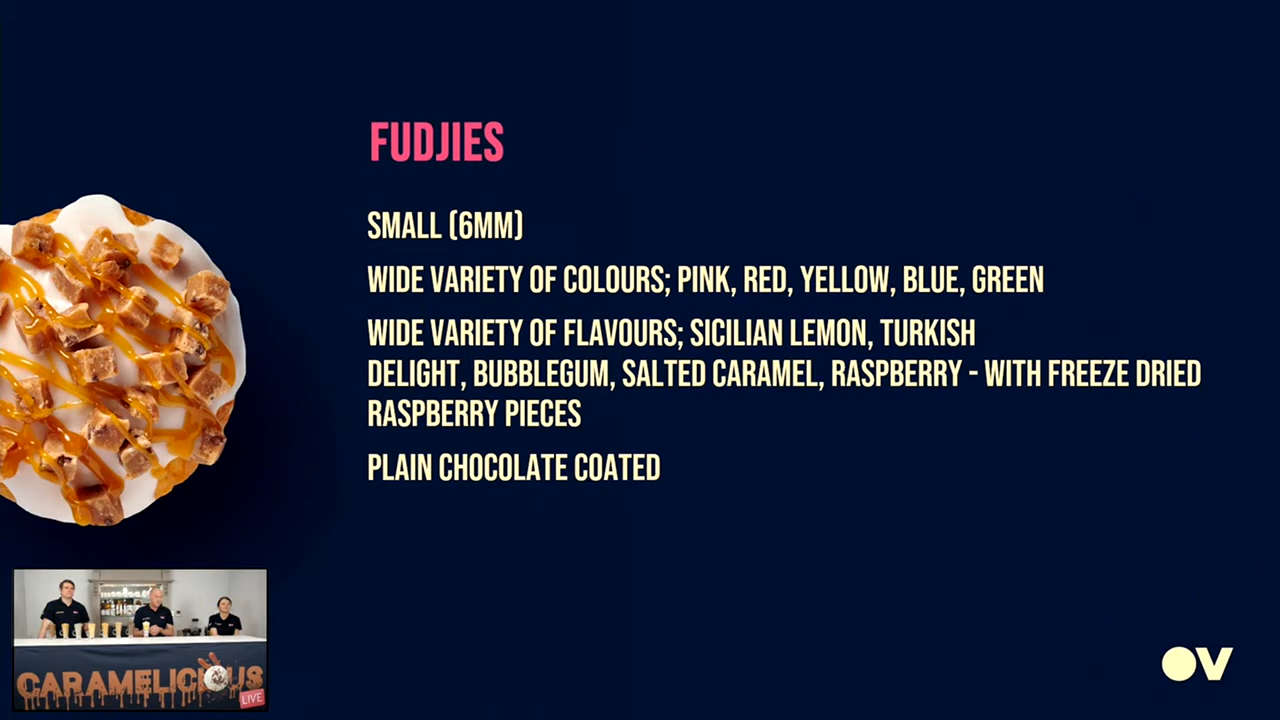 FUDJIES
SMALL (6MM)
WIDE VARIETY OF COLOURS; PINK, RED, YELLOW, BLUE, GREEN
WIDE VARIETY OF FLAVOURS; SICILIAN LEMON, TURKISH
DELIGHT, BUBBLEGUM, SALTED CARAMEL, RASPBERRY - WITH FREEZE DRIED
RASPBERRY PIECES
PLAIN CHOCOLATE COATED
CARAMELICIOUS
LIVE
OV